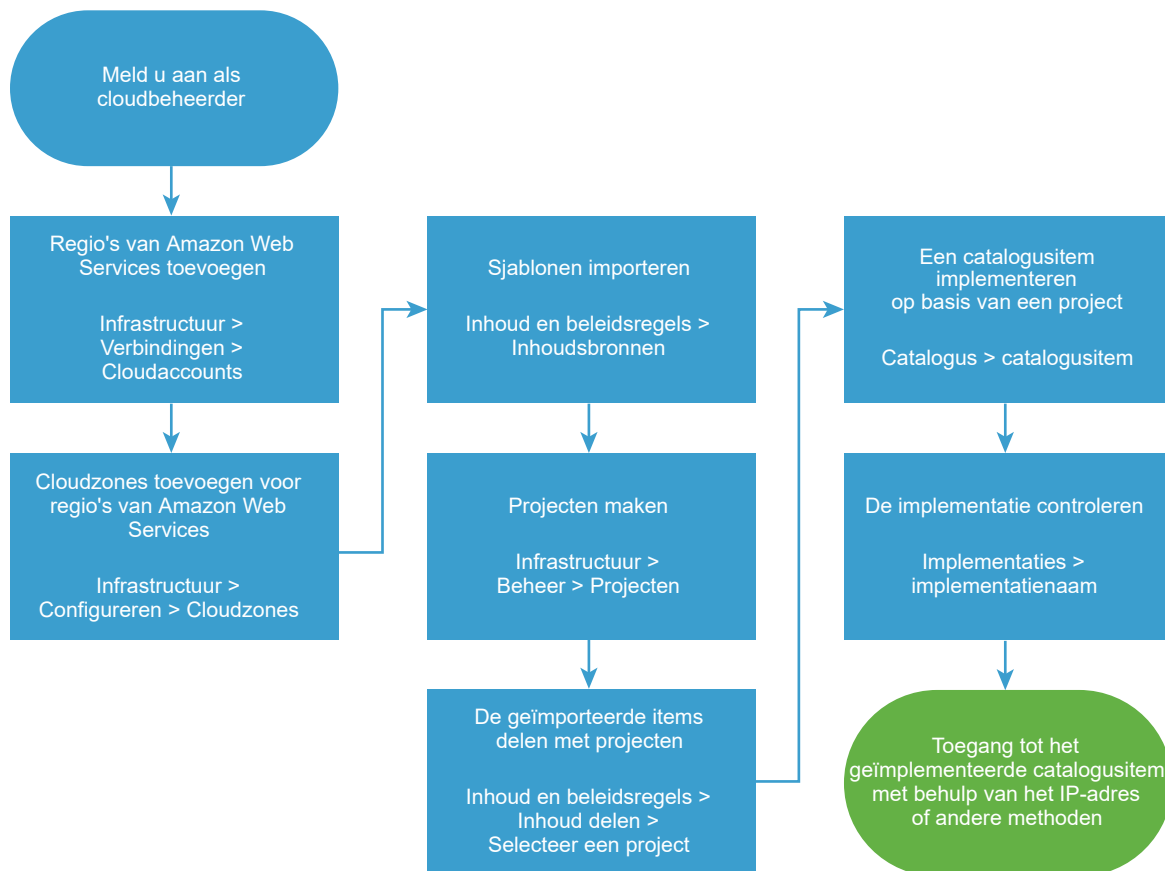 Meld u aan als
cloudbeheerder
Regio's van Amazon Web
Services toevoegen
Infrastructuur >
Verbindingen >
Cloudaccounts
Cloudzones toevoegen voor
regio's van Amazon Web
Services
Infrastructuur >
Configureren > Cloudzones
Sjablonen importeren
Inhoud en beleidsregels >
Inhoudsbronnen
Projecten maken
Infrastructuur >
Beheer > Projecten
De geïmporteerde items
delen met projecten
Inhoud en beleidsregels >
Inhoud delen >
Selecteer een project
Een catalogusitem
implementeren
op basis van een project
Catalogus > catalogusitem
De implementatie controleren
Implementaties >
implementatienaam
Toegang tot het
geïmplementeerde catalogusitem
met behulp van het IP-adres
of andere methoden